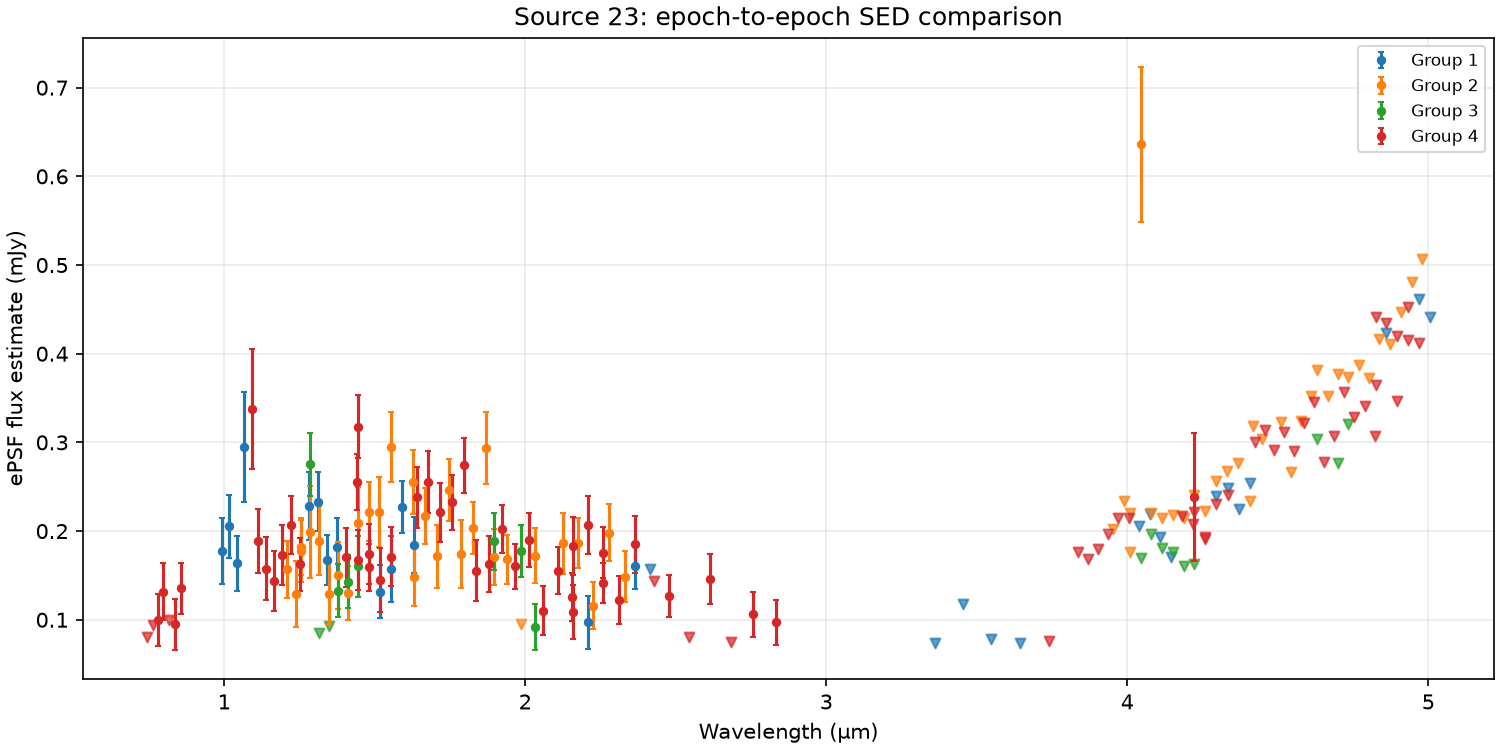 Source 23: epoch-to-epoch SED comparison
Group 1
Group 2
Group 3
Group 4
ePSF flux estimate (mJy)
0.7
0.6
0.5
0.4
0.3
0.2
0.1
1 2 3 4 5
Wavelength (μm)